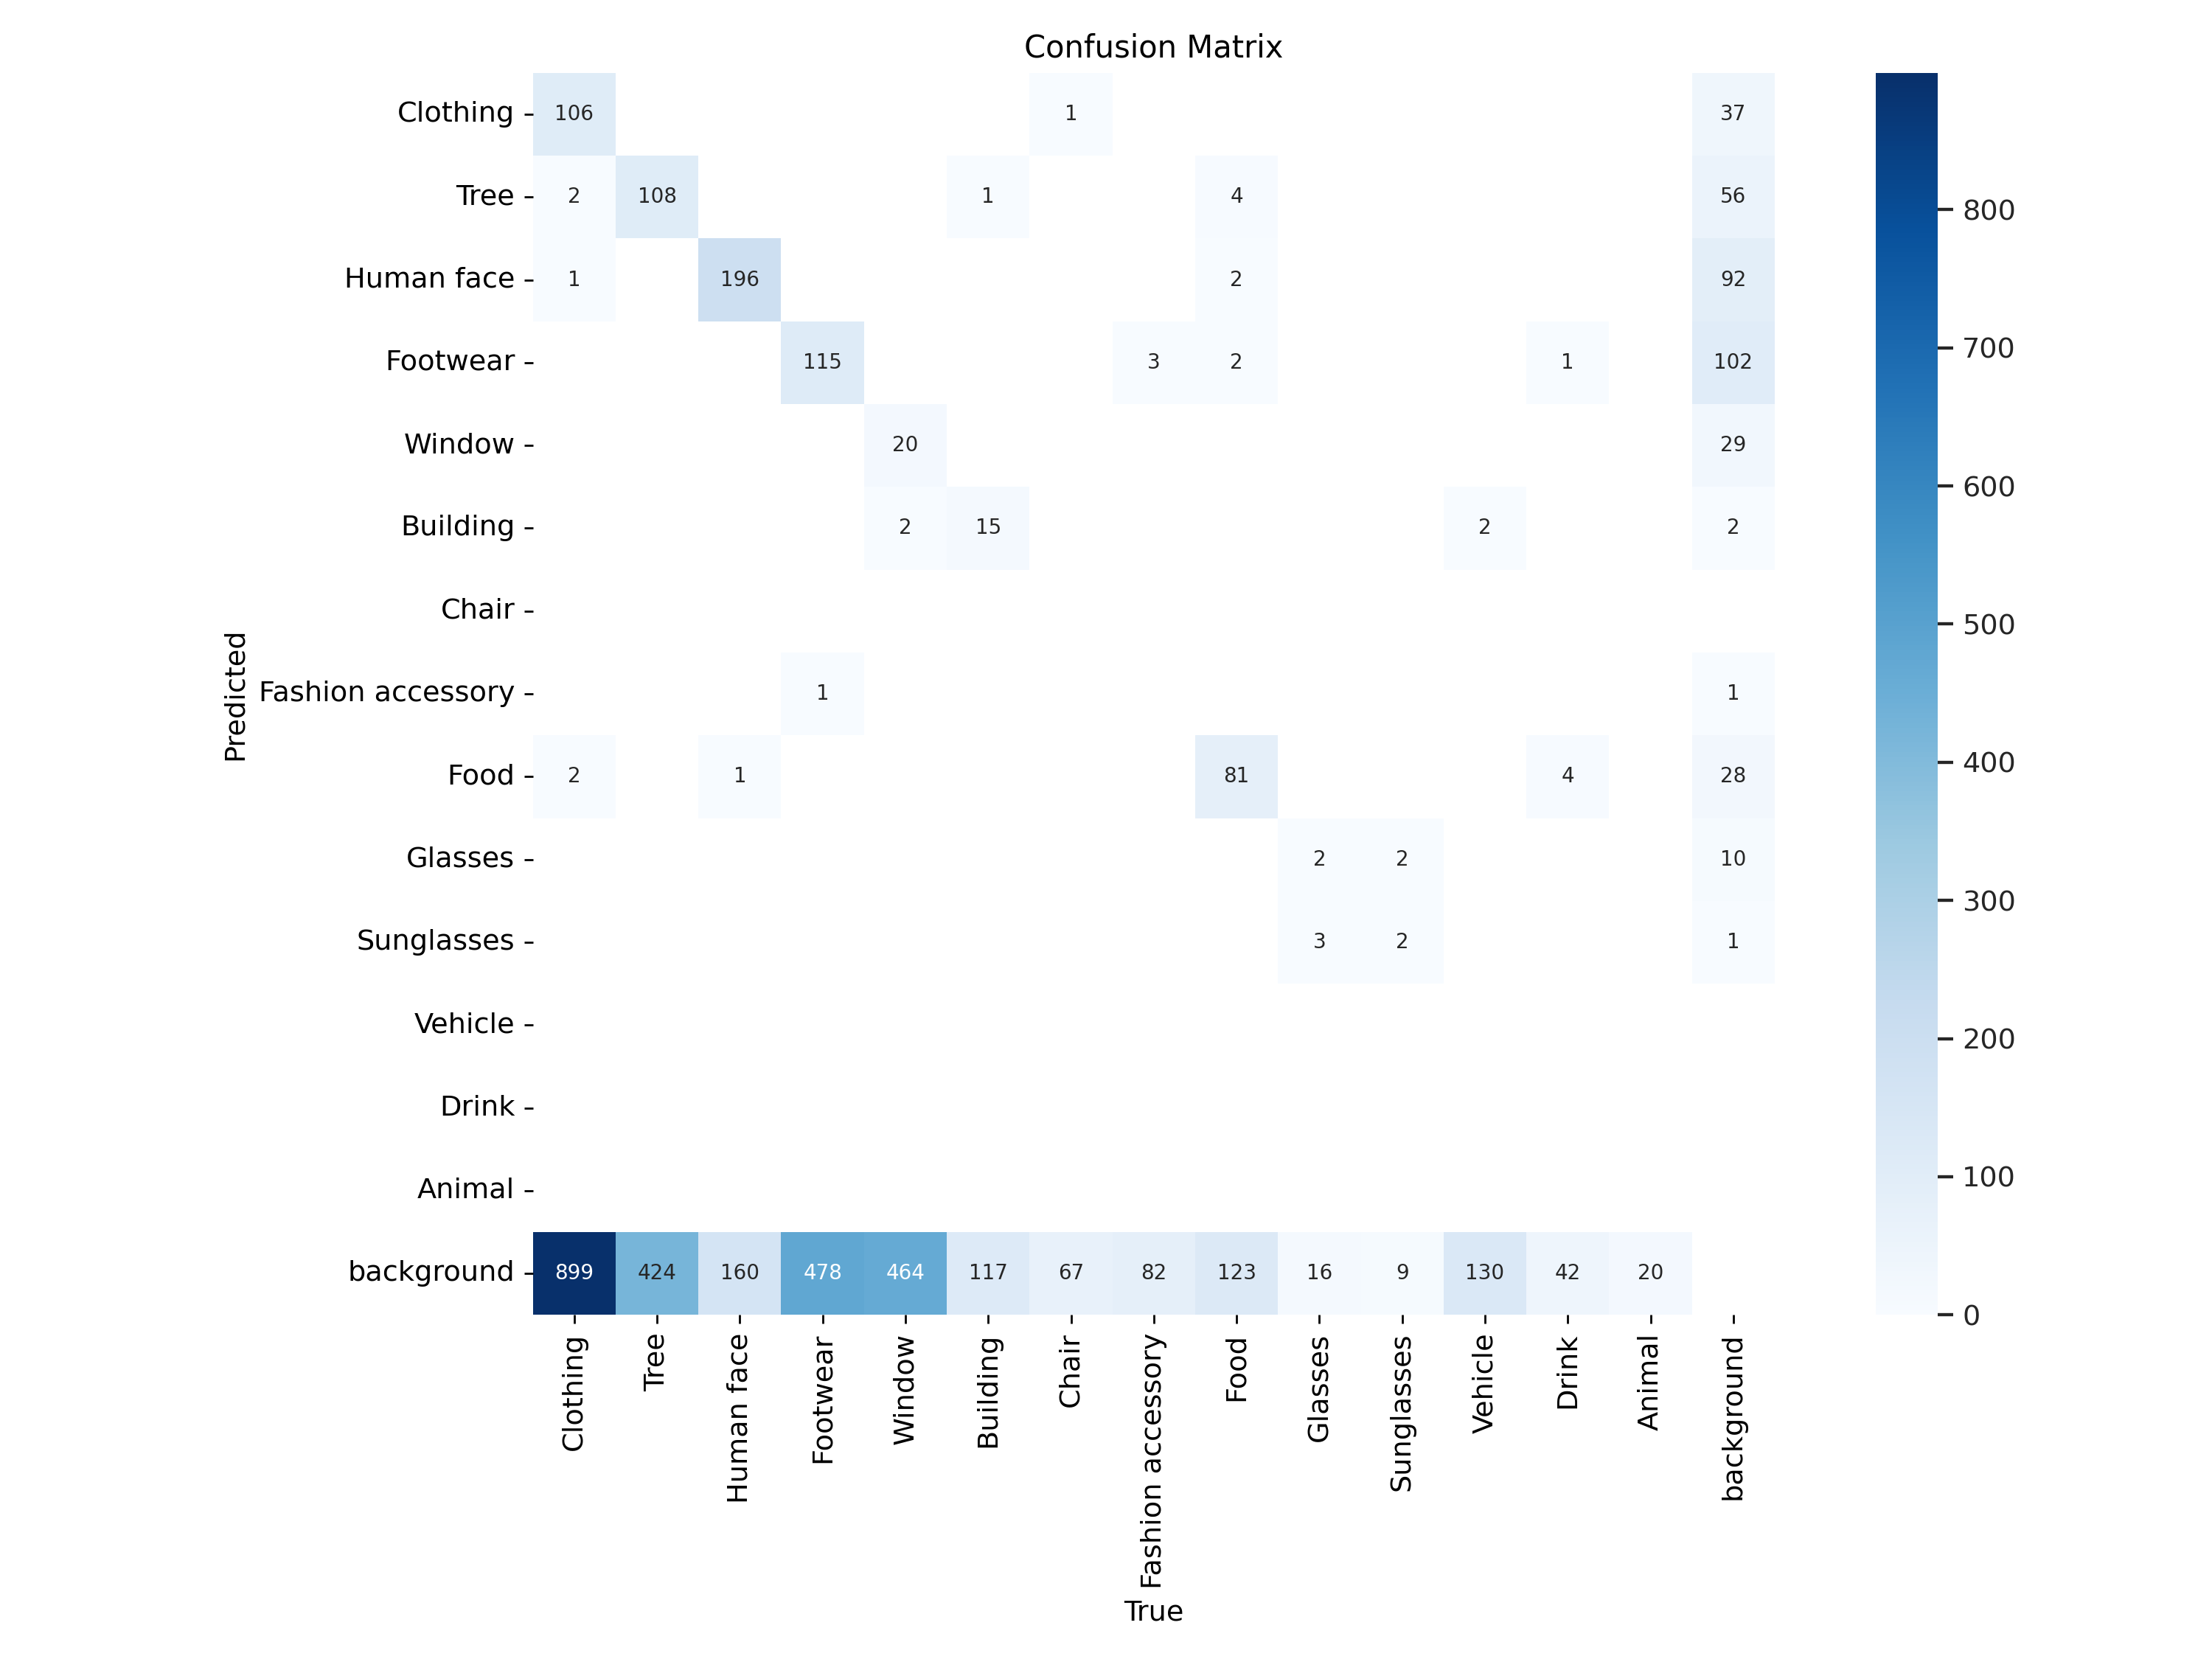 Confusion Matrix
Clothing 106 1 37
Tree 2 108 1 4 56
Human face 1 196 2 92
Footwear 115 3 2 1 102
Window 20 29
Building 2 15 2 2
Chair
Fashion accessory 1 1
Food 2 1 81 4 28
Glasses 2 2 10
Sunglasses 3 2 1
Vehicle
Drink
Animal
background 899 424 160 478 464 117 67 82 123 16 9 130 42 20
Predicted
Clothing
Tree
Human face
Footwear
Window
Building
Chair
Fashion accessory
Food
Glasses
Sunglasses
Vehicle
Drink
Animal
background
True
800
700
600
500
400
300
200
100
0